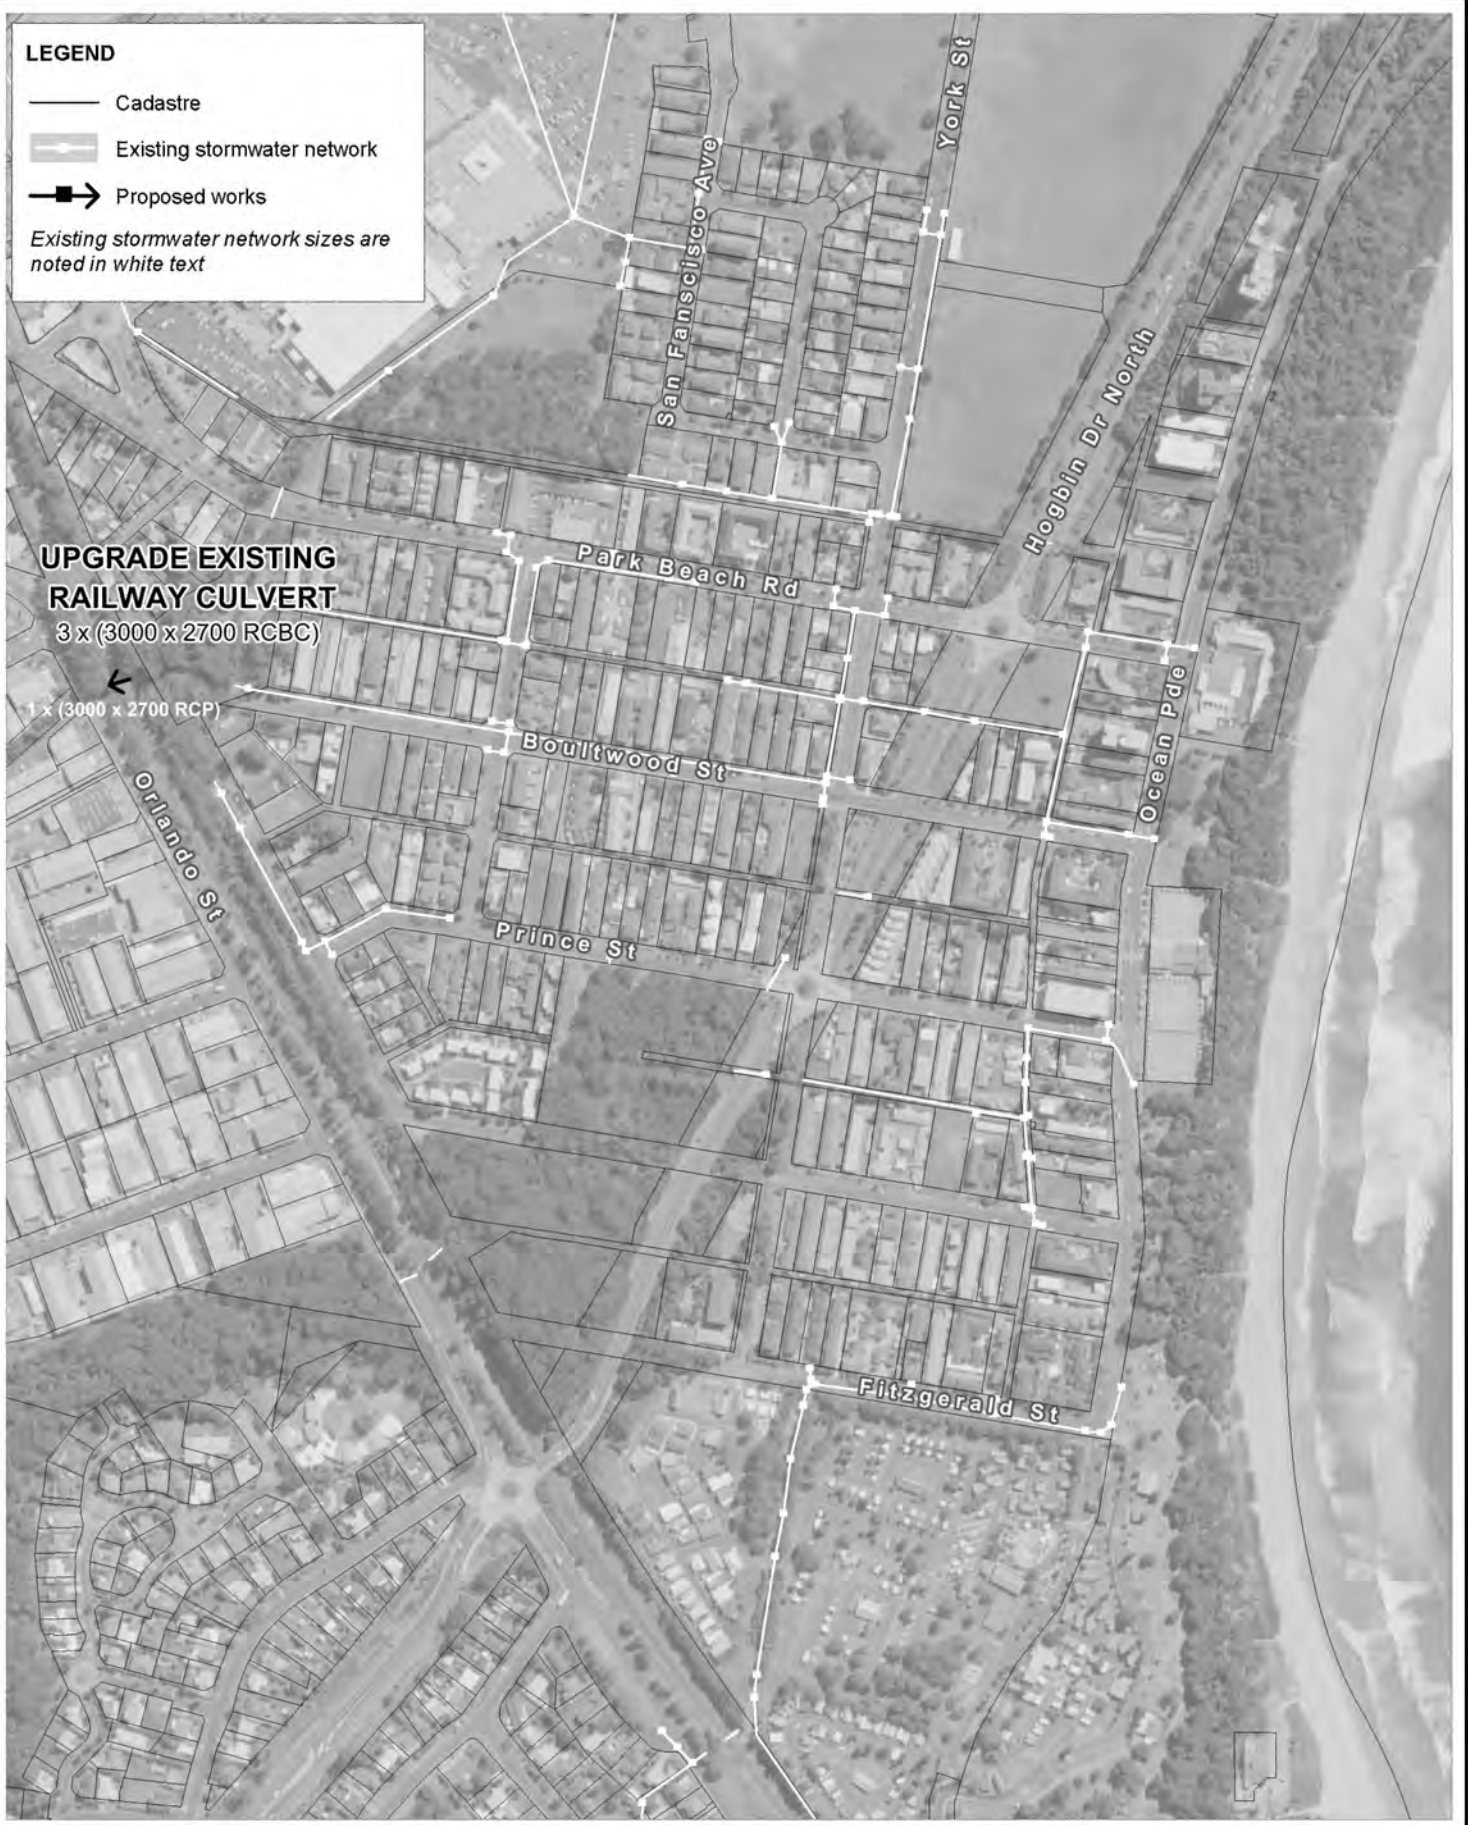 LEGEND
Cadastre
Existing stormwater network
Proposed works
Existing stormwater network sizes are
noted in white text
York St
San Fanscisco Ave
Hogbin Dr North
UPGRADE EXISTING
RAILWAY CULVERT
3 x (3000 x 2700 RCBC)
1 x (3000 x 2700 RCP)
Park Beach Rd
Ocean Pde
Boultwood St
Orlando St
Prince St
Fitzgerald St